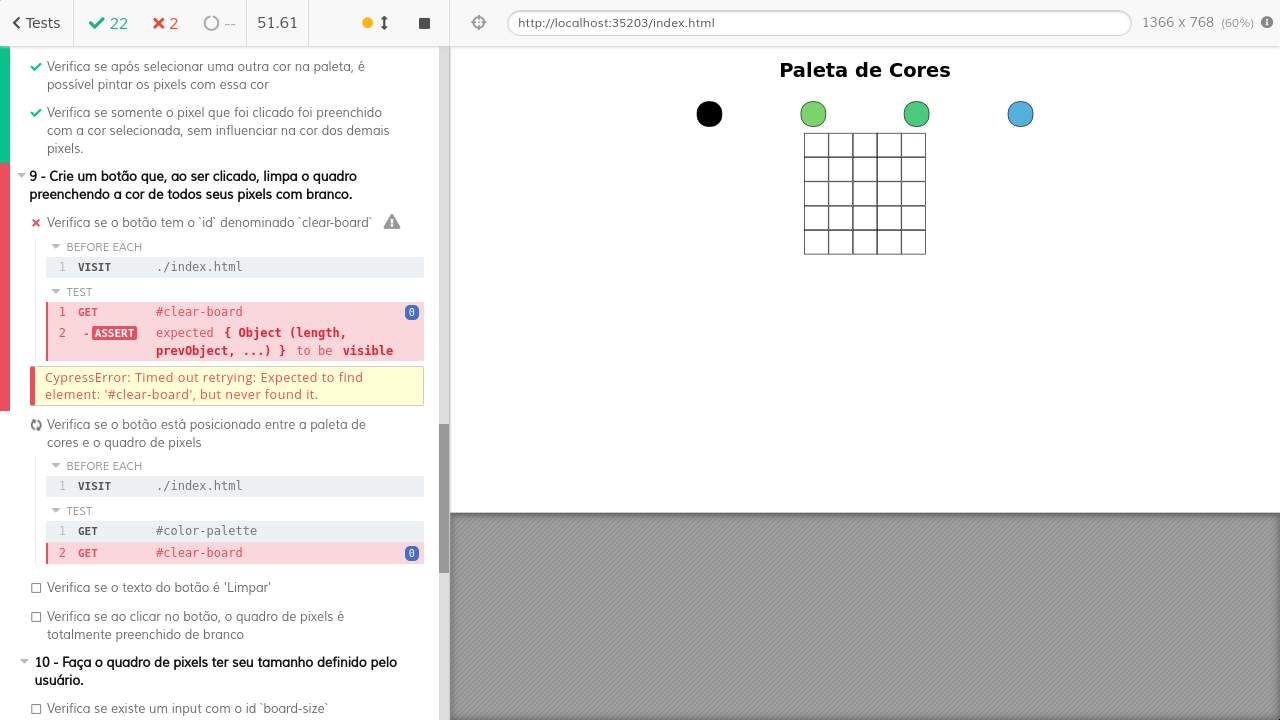 Tests 22 2 -- 51.61
http://localhost:35203/index.html 1366 x 768 (60%)
Verifica se após selecionar uma outra cor na paleta, é
possível pintar os pixels com essa cor
Verifica se somente o pixel que foi clicado foi preenchido
com a cor selecionada, sem influenciar na cor dos demais
pixels.
9 - Crie um botão que, ao ser clicado, limpa o quadro
preenchendo a cor de todos seus pixels com branco.
Verifica se o botão tem o `id` denominado `clear-board`
BEFORE EACH
1 VISIT ./index.html
TEST
1 GET #clear-board 0
2 -ASSERT expected { Object (length,
prevObject, ...) } to be visible
CypressError: Timed out retrying: Expected to find
element: '#clear-board', but never found it.
Verifica se o botão está posicionado entre a paleta de
cores e o quadro de pixels
BEFORE EACH
1 VISIT ./index.html
TEST
1 GET #color-palette
2 GET #clear-board 0
Verifica se o texto do botão é 'Limpar'
Verifica se ao clicar no botão, o quadro de pixels é
totalmente preenchido de branco
10 - Faça o quadro de pixels ter seu tamanho definido pelo
usuário.
Verifica se existe um input com o id `board-size`
Paleta de Cores